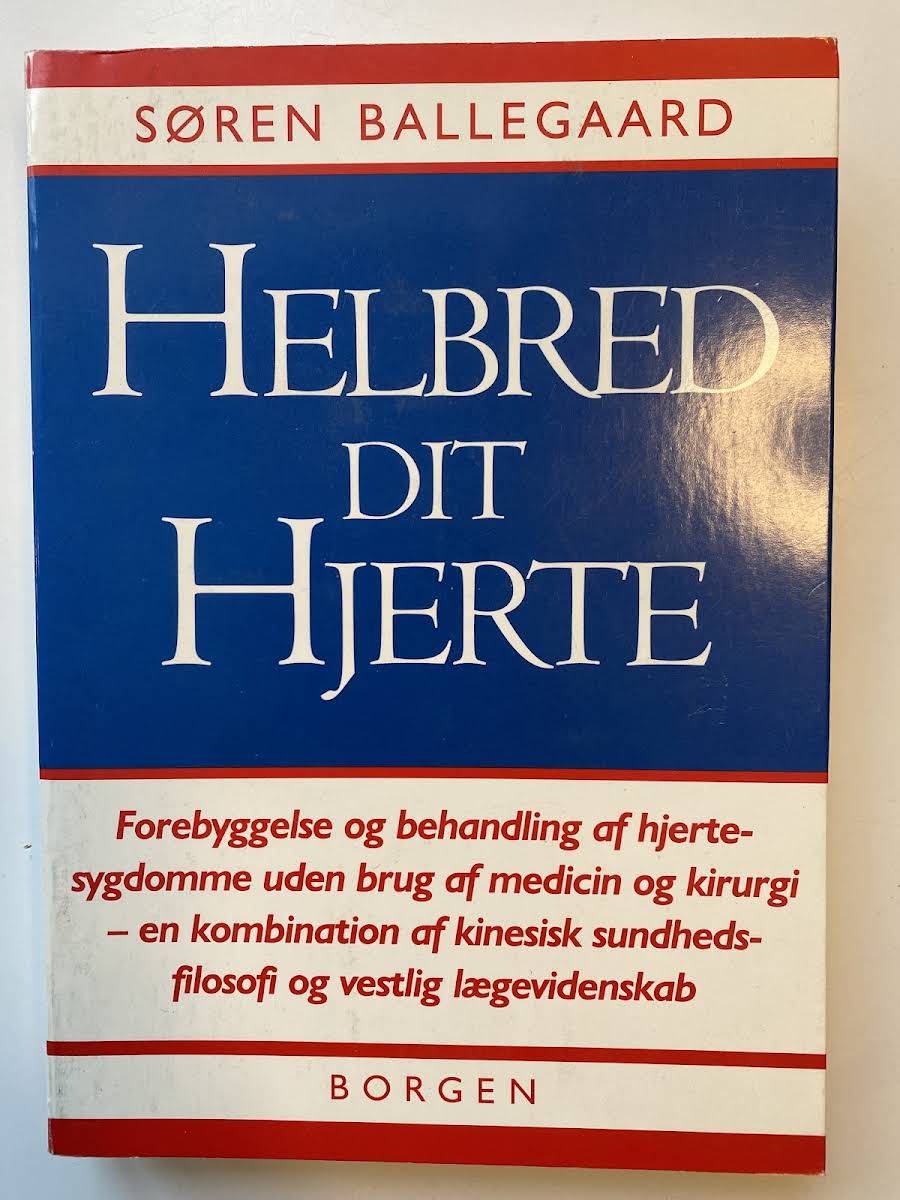 SØREN BALLEGAARD
HELBRED
DIT
HJERTE
Forebyggelse og behandling af hjerte-
sygdomme uden brug af medicin og kirurgi
– en kombination af kinesisk sundheds-
filosofi og vestlig lægevidenskab
BORGEN